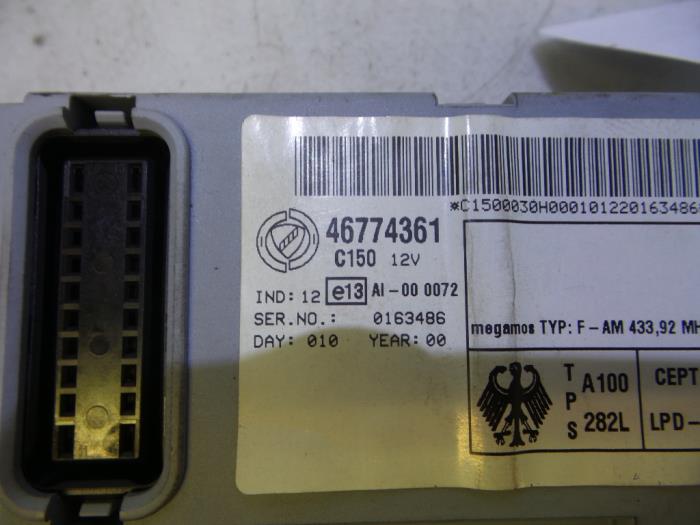 *C1500030H000101220163486
46774361
C150 12V
IND: 12 e13 AI-00 0072
SER.NO.: 0163486
DAY: 010 YEAR: 00
megamos TYP: F-AM 433,92 MH
TPS A100 282L
CEPT
LPD-